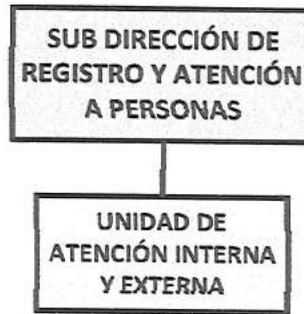 SUB DIRECCIÓN DE
REGISTRO Y ATENCIÓN
A PERSONAS
UNIDAD DE
ATENCIÓN INTERNA
Y EXTERNA